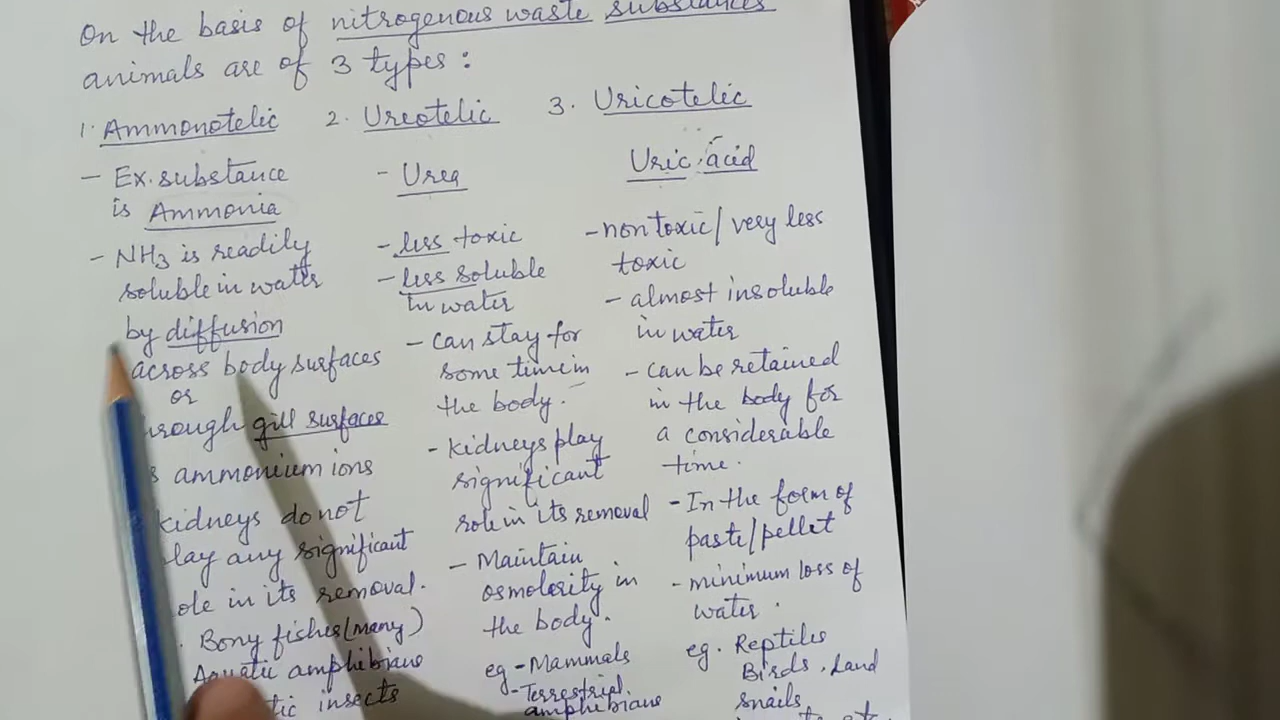 On the basis of nitrogenous waste substances
animals are of 3 types:
1. Ammonotelic
- Ex. substance
is Ammonia
- NH3 is readily
soluble in water
by diffusion
across body surfaces
or
hrough gill surfaces
s ammonium ions
kidneys do not
lay any significant
ole in its removal.
Bony fishes (many)
Aquatic amphibians
tic insects
2. Ureotelic
- Urea
- less toxic
- less soluble
in water
- can stay for
some time in
the body.
- kidneys play
significant
role in its removal
- Maintain
osmolority in
the body.
eg - Mammals
- Terrestrial
amphibians
3. Uricotelic
Uric acid
- non toxic/ very less
toxic
- almost insoluble
in water
- can be retained
in the body for
a considerable
time.
- In the form of
paste/pellet
- minimum loss of
water.
eg. Reptiles
Birds, Land
snails